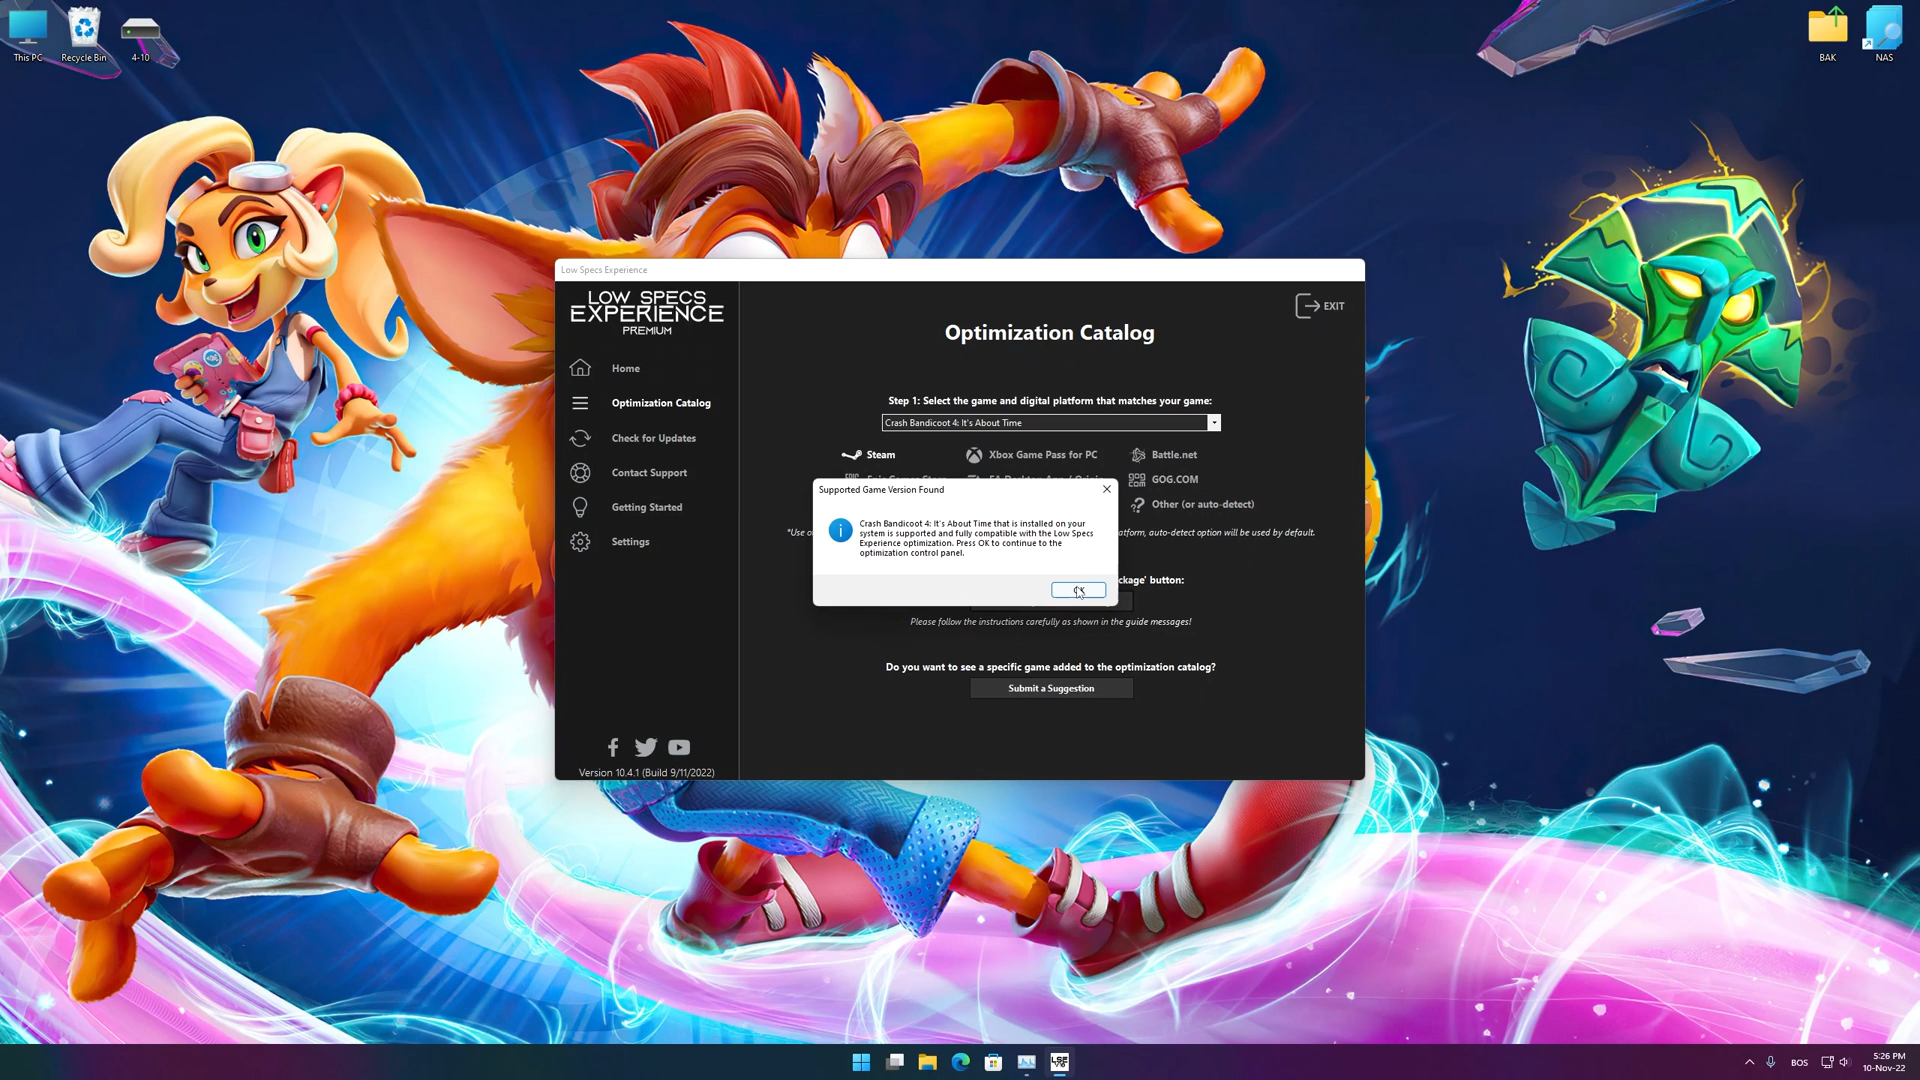 This PC
Recycle Bin
4-10
BAK
NAS
Low Specs Experience
LOW SPECS
EXPERIENCE
PREMIUM
EXIT
Home
Optimization Catalog
Check for Updates
Contact Support
Getting Started
Settings
Version 10.4.1 (Build 9/11/2022)
Optimization Catalog
Step 1: Select the game and digital platform that matches your game:
Crash Bandicoot 4: It's About Time
Steam
Xbox Game Pass for PC
Battle.net
GOG.COM
Other (or auto-detect)
atform, auto-detect option will be used by default.
Supported Game Version Found
Crash Bandicoot 4: It's About Time that is installed on your
system is supported and fully compatible with the Low Specs
Experience optimization. Press OK to continue to the
optimization control panel.
ckage' button:
Please follow the instructions carefully as shown in the guide messages!
Do you want to see a specific game added to the optimization catalog?
Submit a Suggestion
BOS
5:26 PM
10-Nov-22